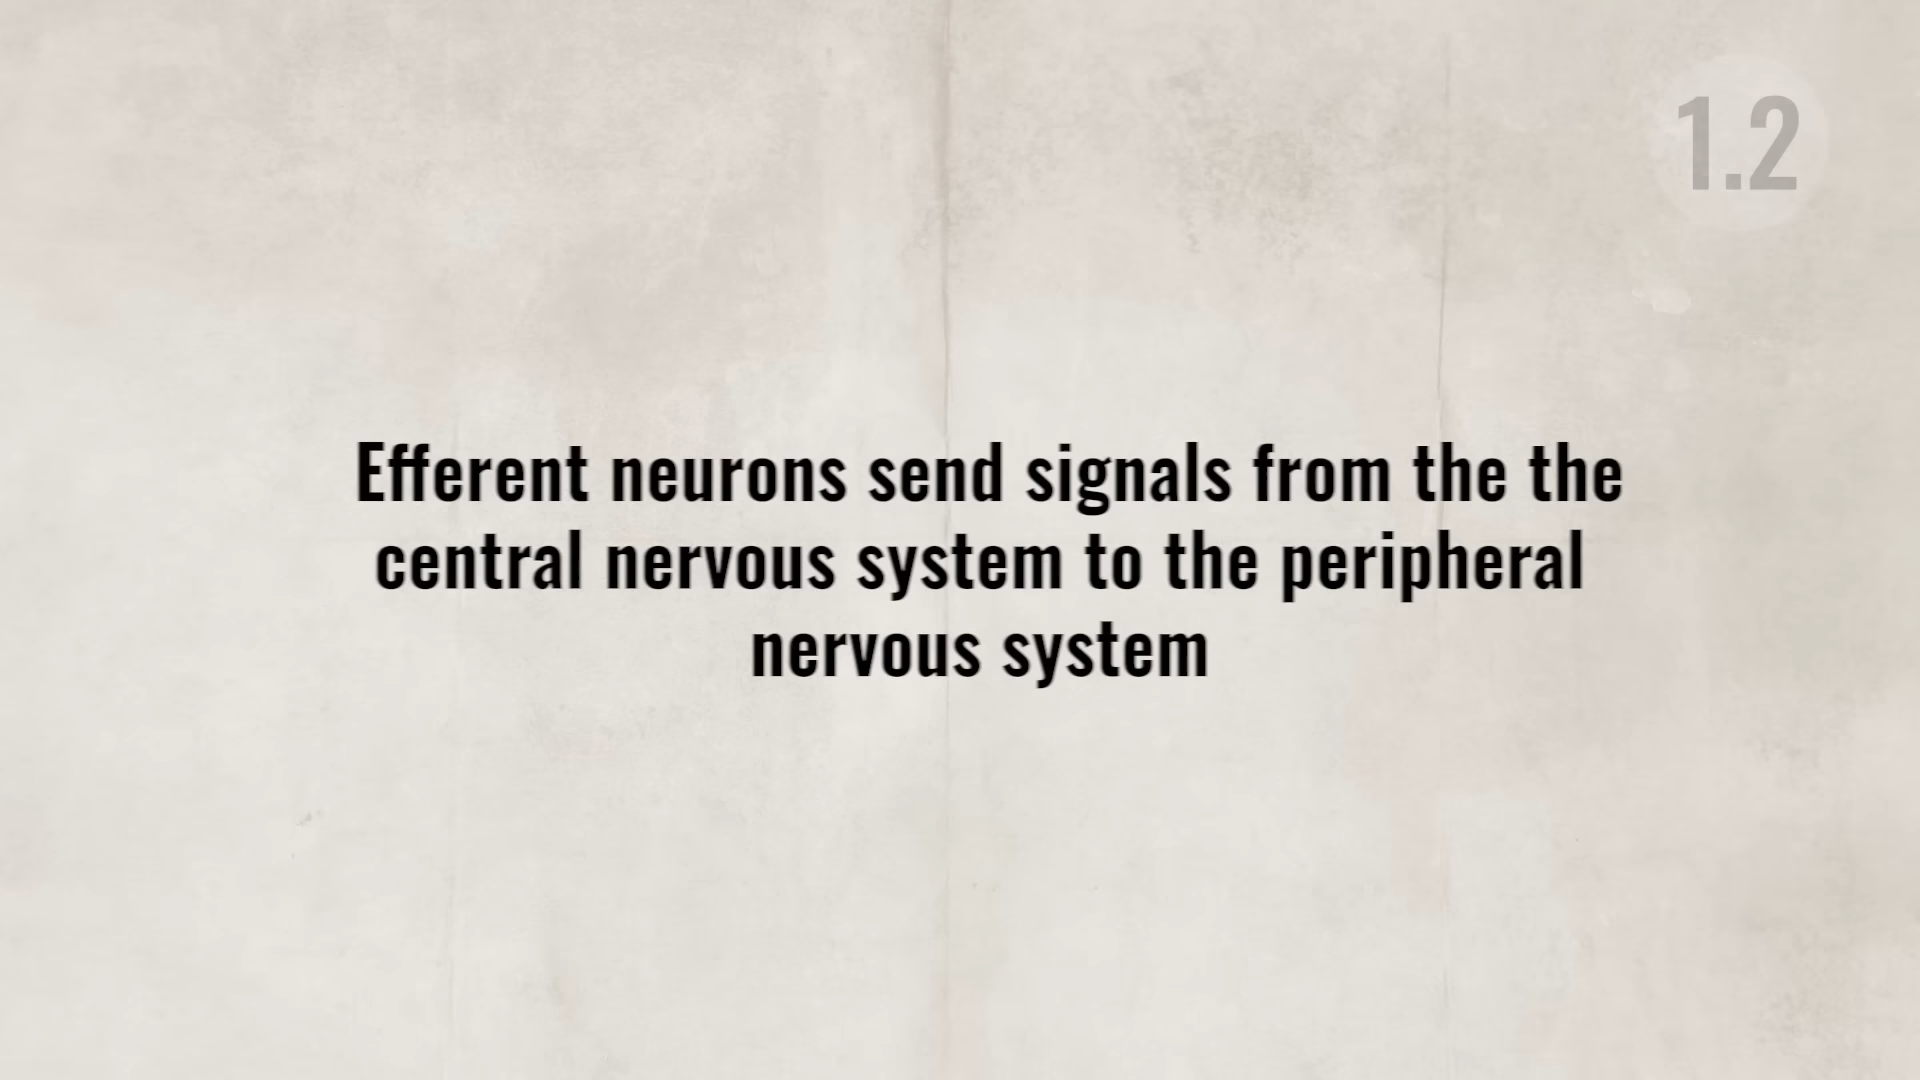 1.2
Efferent neurons send signals from the the
central nervous system to the peripheral
nervous system